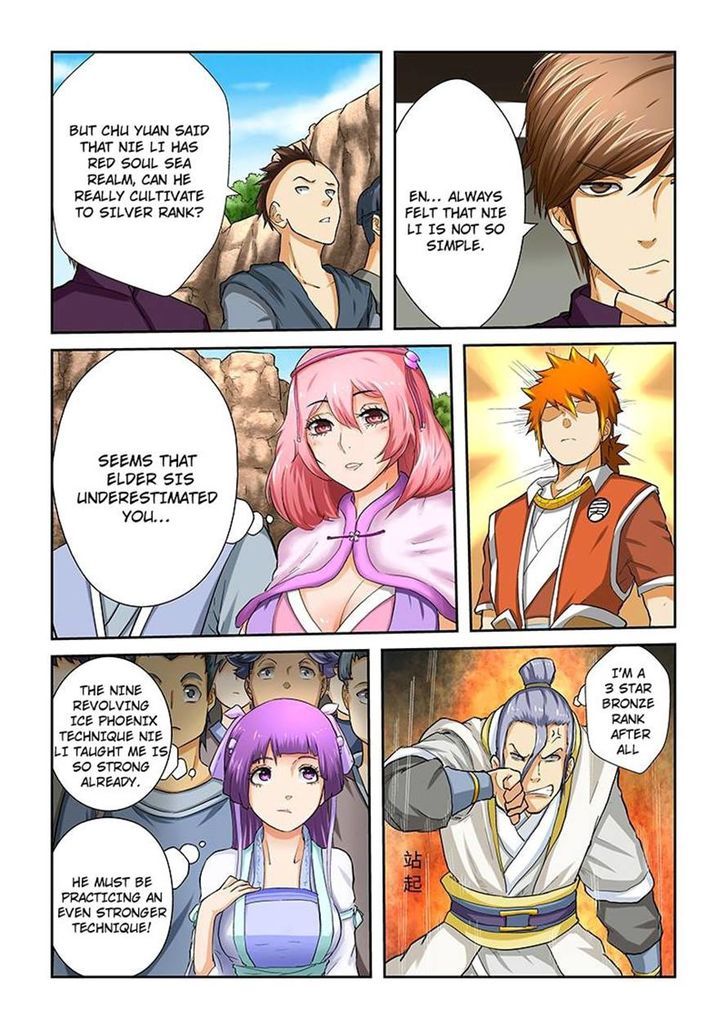 BUT CHU YUAN SAID
THAT NIE LI HAS
RED SOUL SEA
REALM, CAN HE
REALLY CULTIVATE
TO SILVER RANK?
EN... ALWAYS
FELT THAT NIE
LI IS NOT SO
SIMPLE.
SEEMS THAT
ELDER SIS
UNDERESTIMATED
YOU...
THE NINE
REVOLVING
ICE PHOENIX
TECHNIQUE NIE
LI TAUGHT ME IS
SO STRONG
ALREADY.
HE MUST BE
PRACTICING AN
EVEN STRONGER
TECHNIQUE!
I'M A
3 STAR
BRONZE
RANK
AFTER
ALL
站起